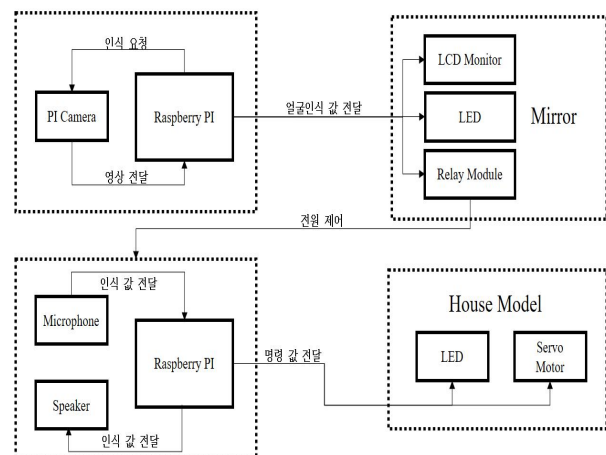 인식 요청
PI Camera
Raspberry PI
영상 전달
얼굴인식 값 전달
LCD Monitor
LED
Mirror
Relay Module
전원 제어
인식 값 전달
Microphone
Raspberry PI
Speaker
인식 값 전달
명령 값 전달
House Model
LED
Servo
Motor